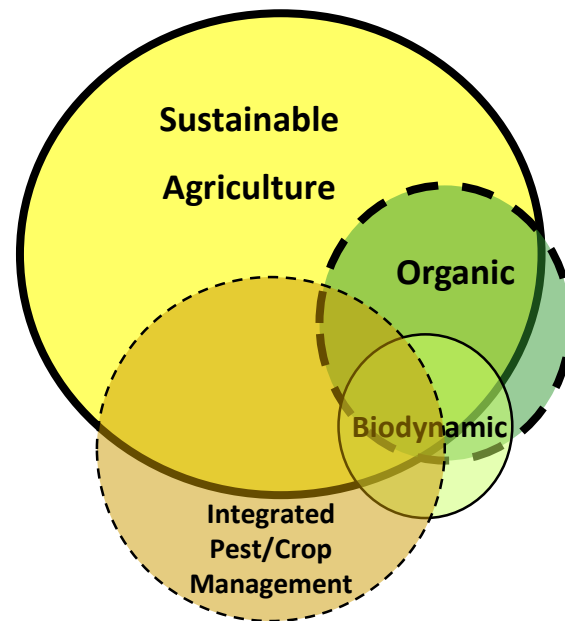 Sustainable
Agriculture
Organic
Biodynamic
Integrated
Pest/Crop
Management